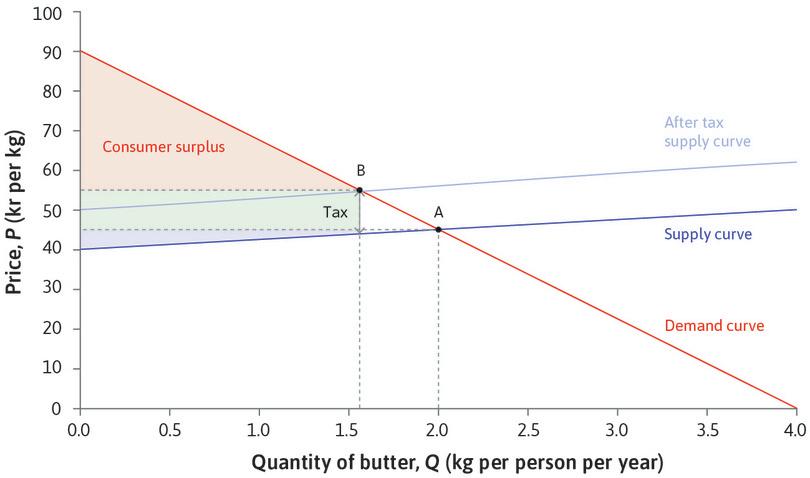 100
90
80
70
60
50
40
30
20
10
0
Price, P (kr per kg)
Consumer surplus
B
Tax
A
After tax
supply curve
Supply curve
Demand curve
0.0 0.5 1.0 1.5 2.0 2.5 3.0 3.5 4.0
Quantity of butter, Q (kg per person per year)